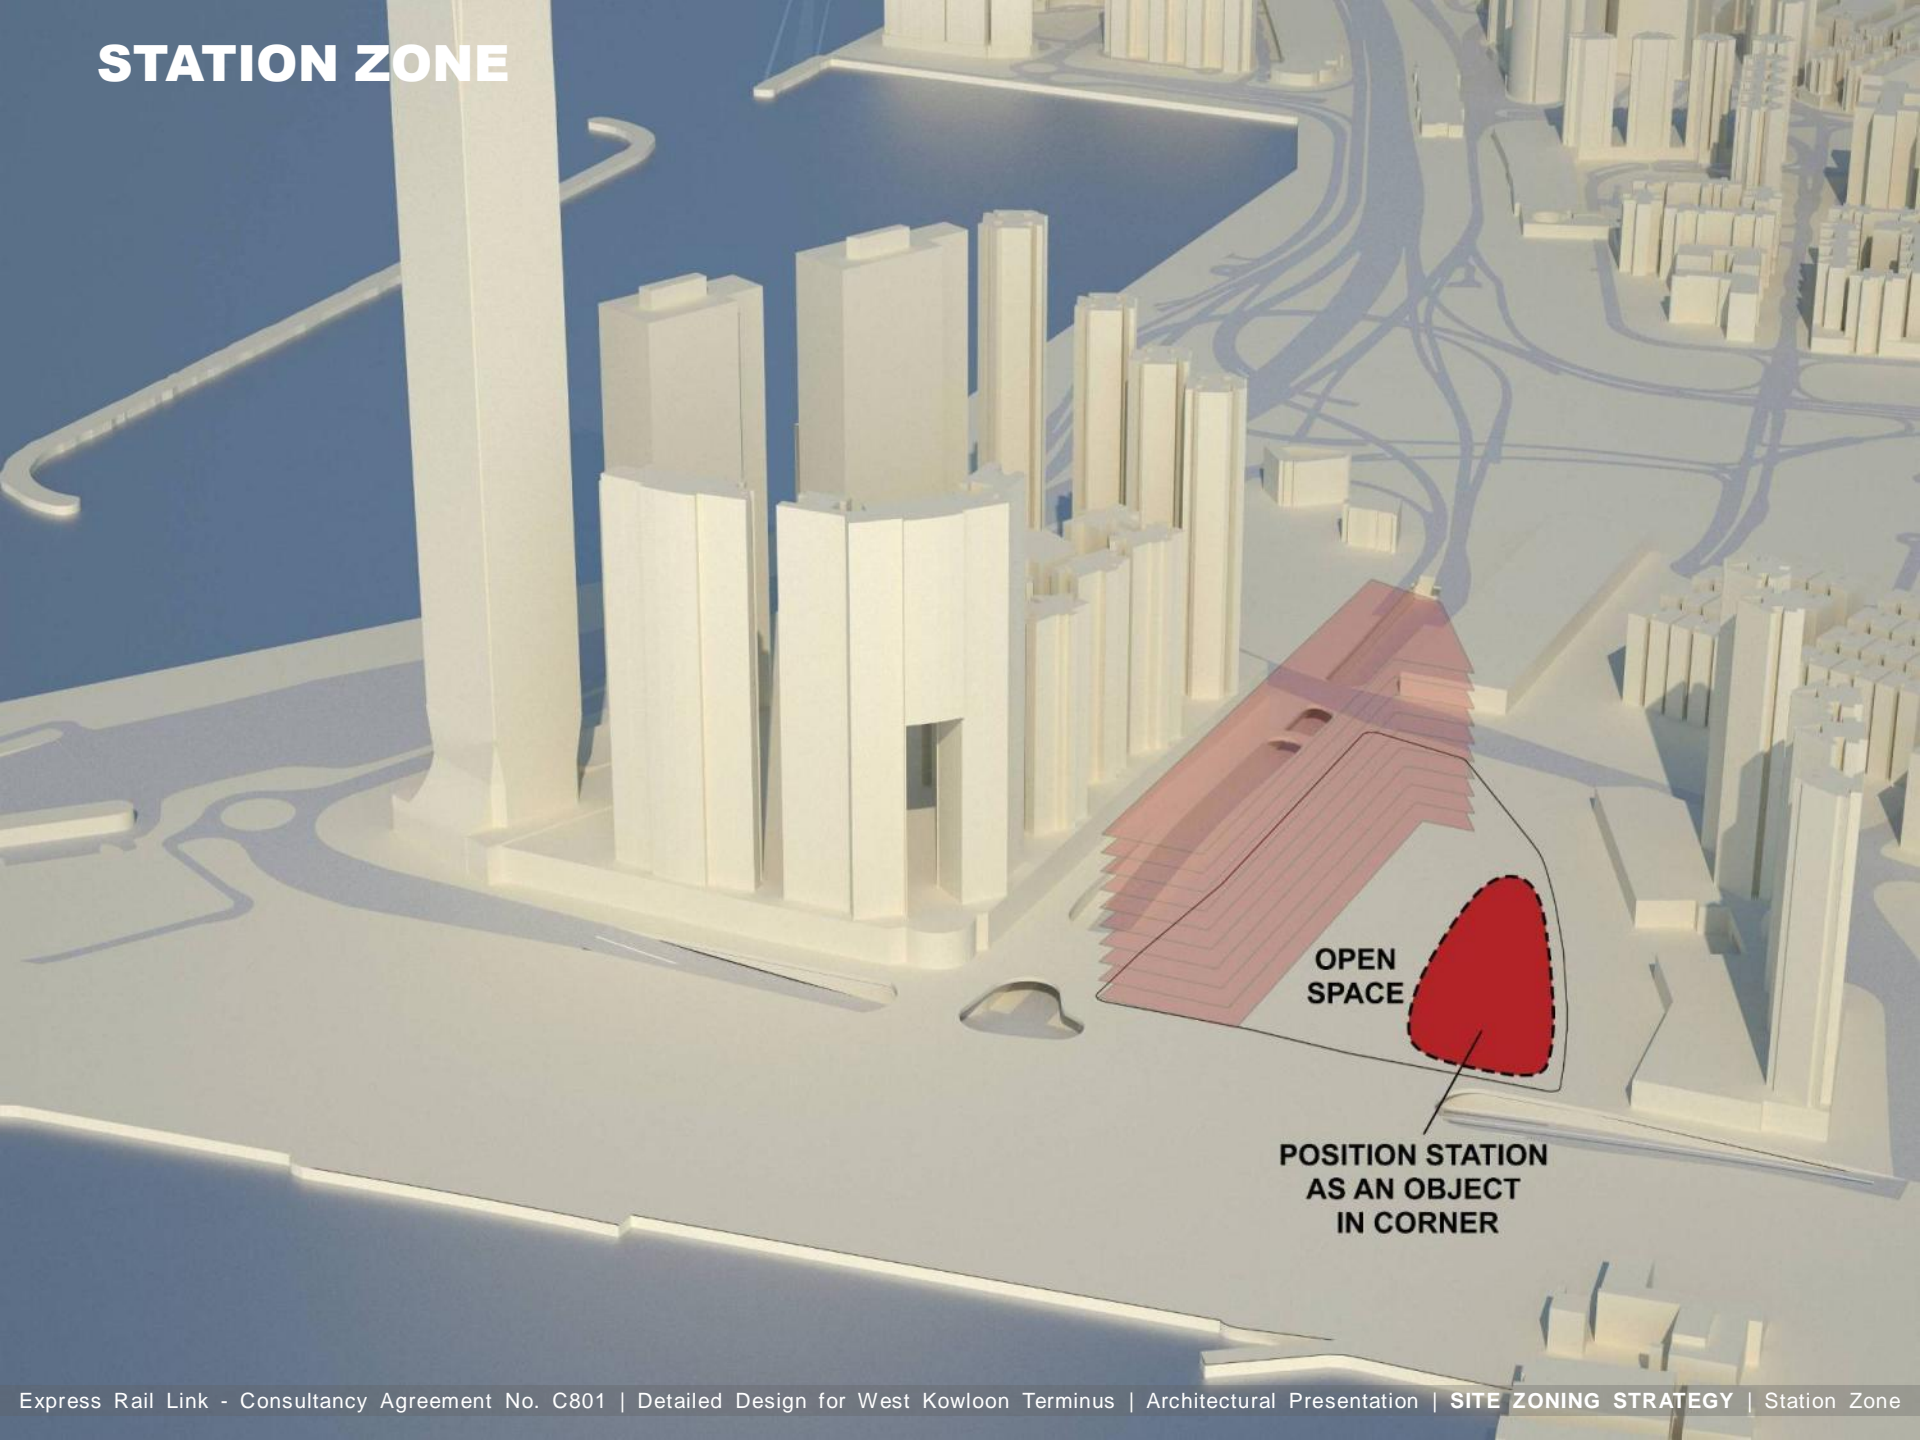 STATION ZONE
OPEN
SPACE
POSITION STATION
AS AN OBJECT
IN CORNER
Express Rail Link - Consultancy Agreement No. C801 | Detailed Design for West Kowloon Terminus | Architectural Presentation | SITE ZONING STRATEGY | Station Zone